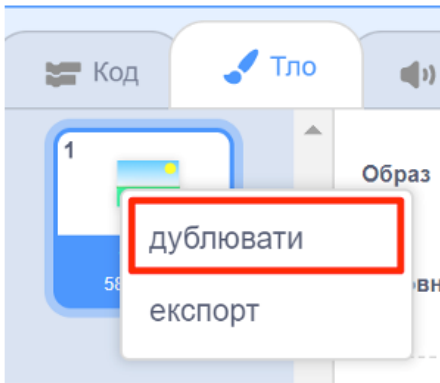 Код
Тло
1
Образ
дублювати
експорт